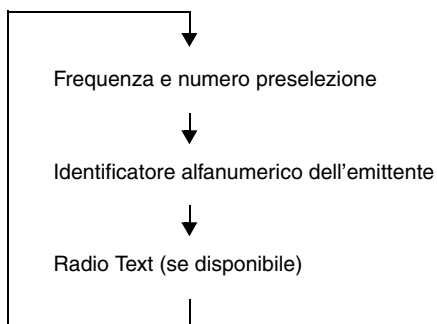 Frequenza e numero preselezione
Identificatore alfanumerico dell'emittente
Radio Text (se disponibile)